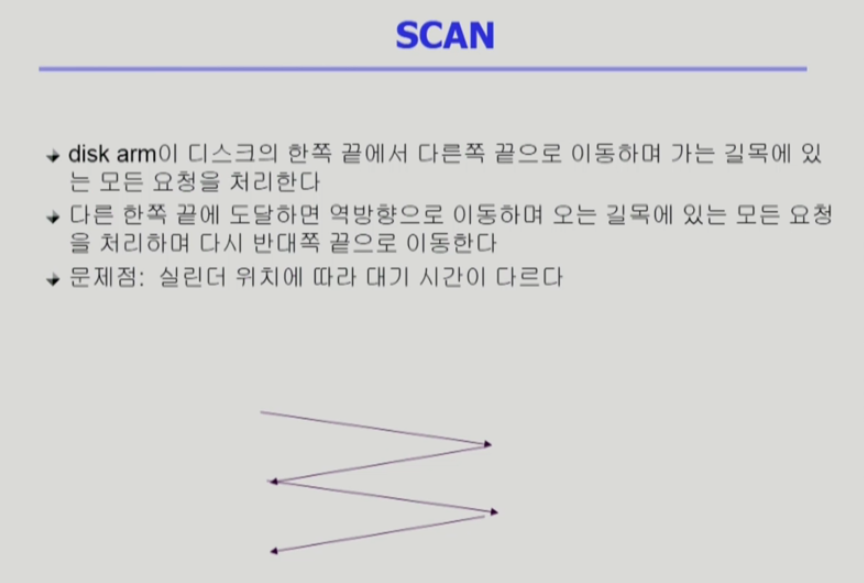 SCAN
disk arm이 디스크의 한쪽 끝에서 다른쪽 끝으로 이동하며 가는 길목에 있
는 모든 요청을 처리한다
다른 한쪽 끝에 도달하면 역방향으로 이동하며 오는 길목에 있는 모든 요청
을 처리하며 다시 반대쪽 끝으로 이동한다
문제점: 실린더 위치에 따라 대기 시간이 다르다